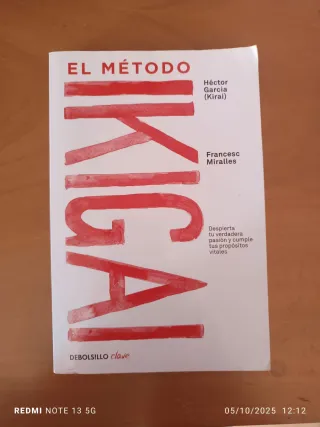 EL MÉTODO
IKIGAI
Héctor
García
(Kirai)
Francesc
Miralles
Despierta
tu verdadera
pasión y cumple
tus propósitos
vitales
DEBOLSILLO clave
REDMI NOTE 13 5G
05/10/2025 12:12